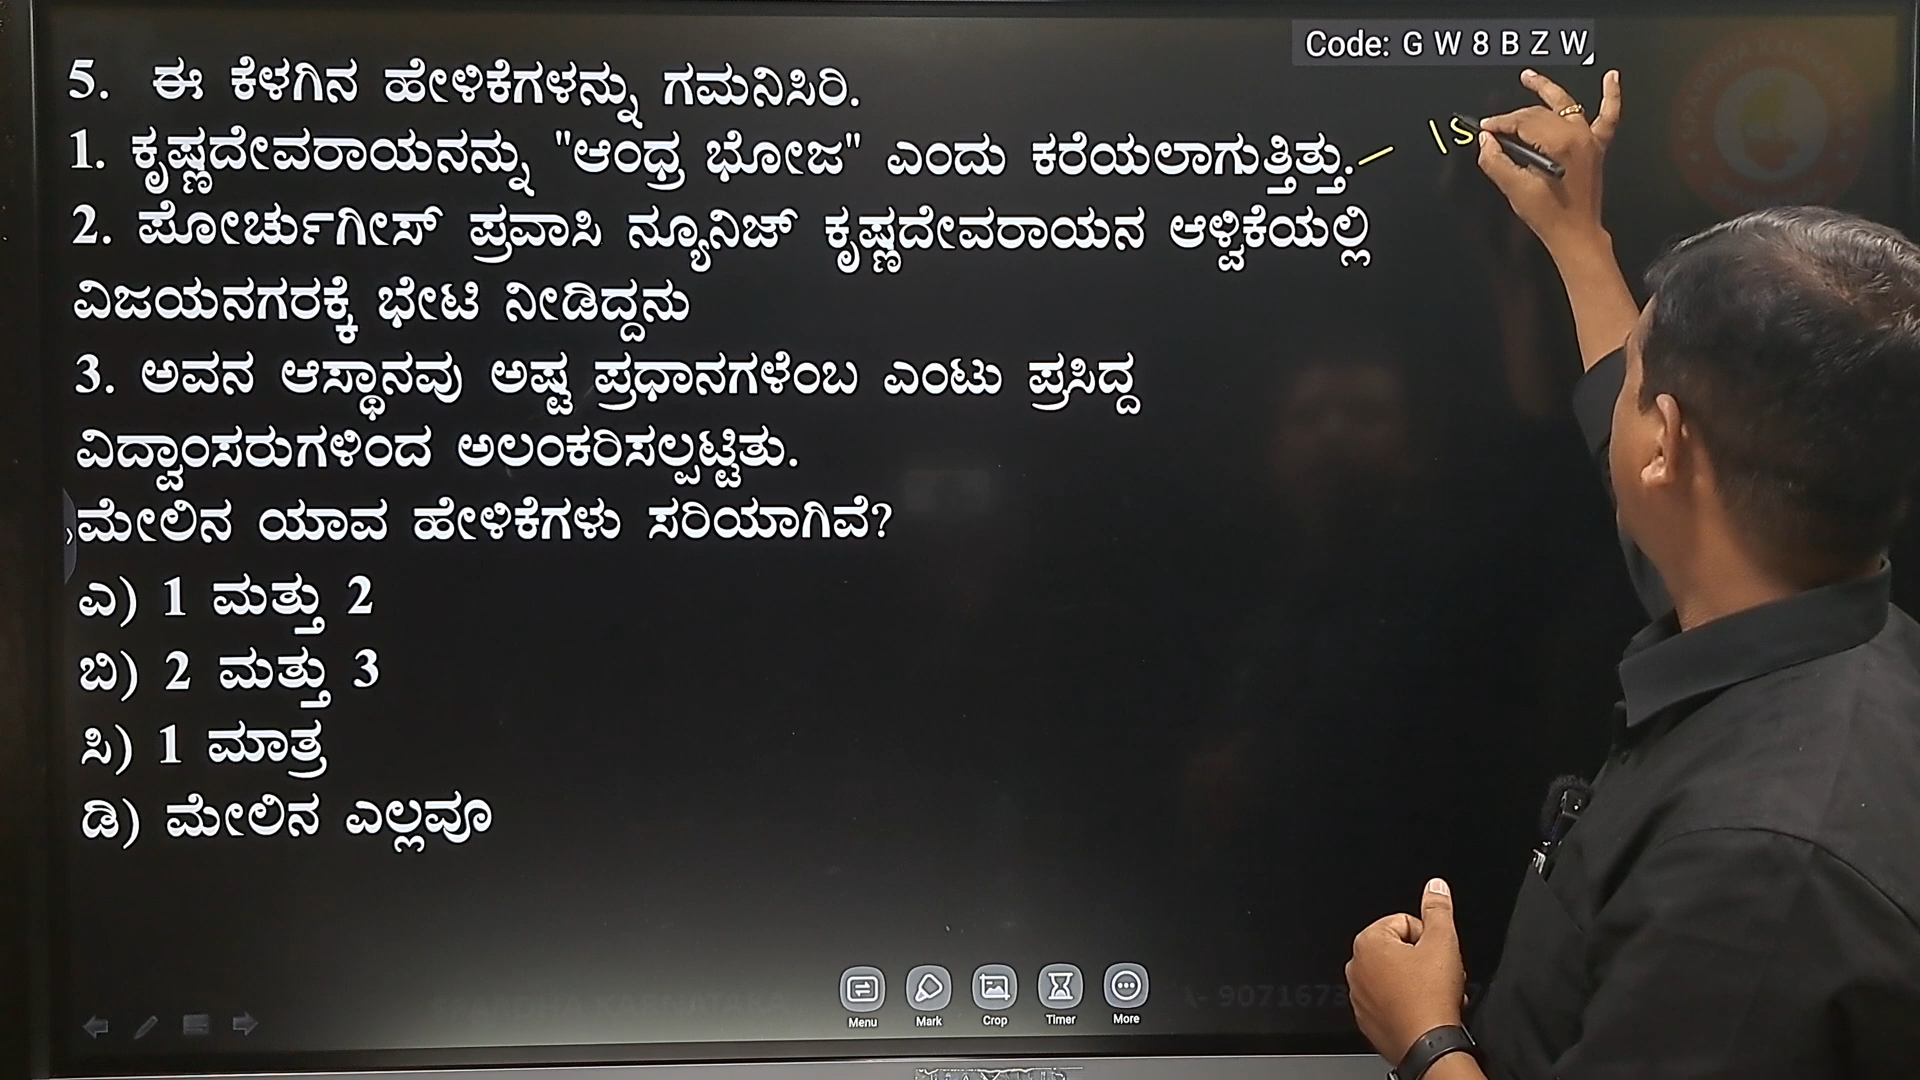 Code: G W 8 B Z W
5. ಈ ಕೆಳಗಿನ ಹೇಳಿಕೆಗಳನ್ನು ಗಮನಿಸಿರಿ.
1. ಕೃಷ್ಣದೇವರಾಯನನ್ನು "ಆಂಧ್ರ ಭೋಜ" ಎಂದು ಕರೆಯಲಾಗುತ್ತಿತ್ತು. – 15
2. ಪೋರ್ಚುಗೀಸ್ ಪ್ರವಾಸಿ ನ್ಯೂನಿಜ್ ಕೃಷ್ಣದೇವರಾಯನ ಆಳ್ವಿಕೆಯಲ್ಲಿ
ವಿಜಯನಗರಕ್ಕೆ ಭೇಟಿ ನೀಡಿದ್ದನು
3. ಅವನ ಆಸ್ಥಾನವು ಅಷ್ಟ ಪ್ರಧಾನಗಳೆಂಬ ಎಂಟು ಪ್ರಸಿದ್ದ
ವಿದ್ವಾಂಸರುಗಳಿಂದ ಅಲಂಕರಿಸಲ್ಪಟ್ಟಿತು.
ಮೇಲಿನ ಯಾವ ಹೇಳಿಕೆಗಳು ಸರಿಯಾಗಿವೆ?
ಎ) 1 ಮತ್ತು 2
ಬಿ) 2 ಮತ್ತು 3
ಸಿ) 1 ಮಾತ್ರ
ಡಿ) ಮೇಲಿನ ಎಲ್ಲವೂ
Menu Mark Crop Timer More